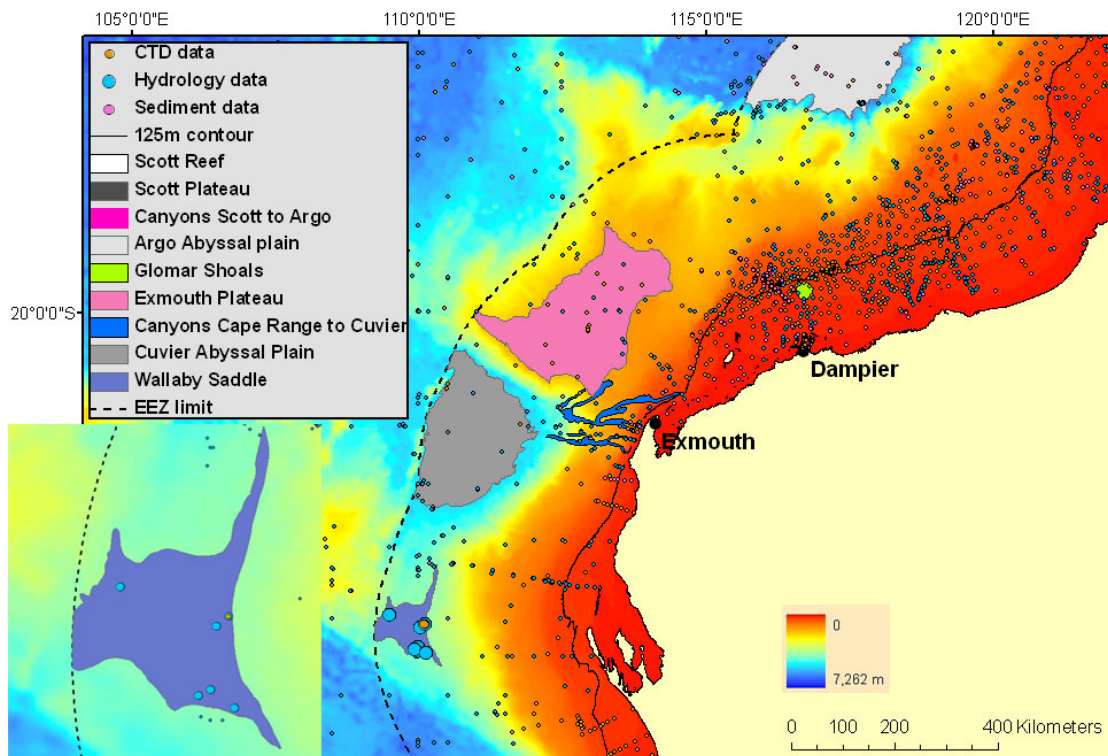 105°0'0"E
110°0'0"E
115°0'0"E
120°0'0"E
CTD data
Hydrology data
Sediment data
125m contour
Scott Reef
Scott Plateau
Canyons Scott to Argo
Argo Abyssal plain
Glomar Shoals
Exmouth Plateau
Canyons Cape Range to Cuvier
Cuvier Abyssal Plain
Wallaby Saddle
EEZ limit
20°0'0"S
Dampier
Exmouth
0
7,262 m
0 100 200 400 Kilometers